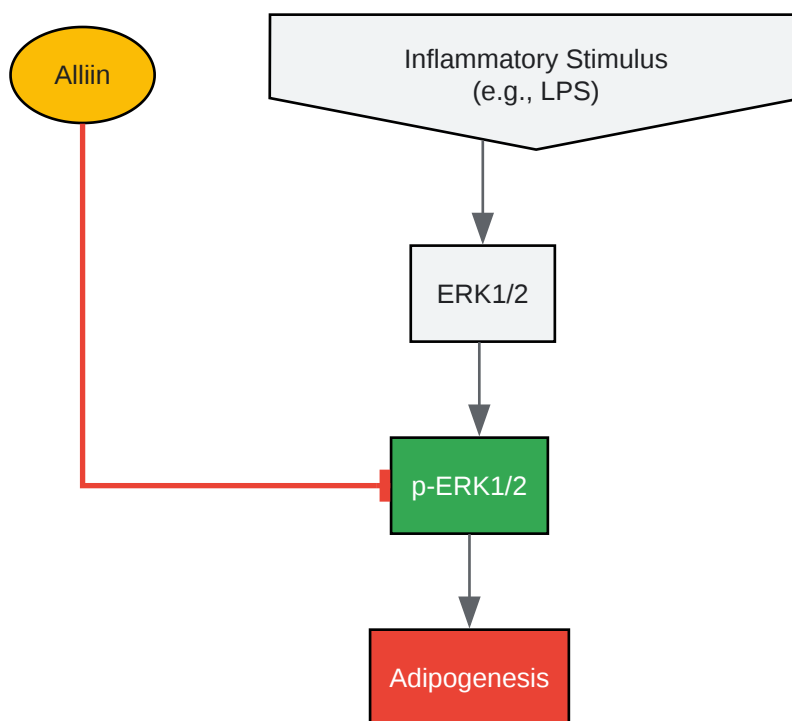 Alliin
Inflammatory Stimulus
(e.g., LPS)
ERK1/2
p-ERK1/2
Adipogenesis